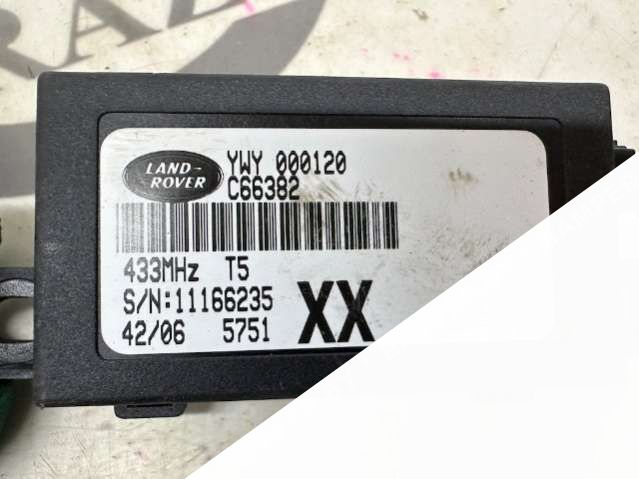 LAND-
ROVER
YWY 000120
C66382
433MHz T5
S/N:11166235
42/06 5751
XX